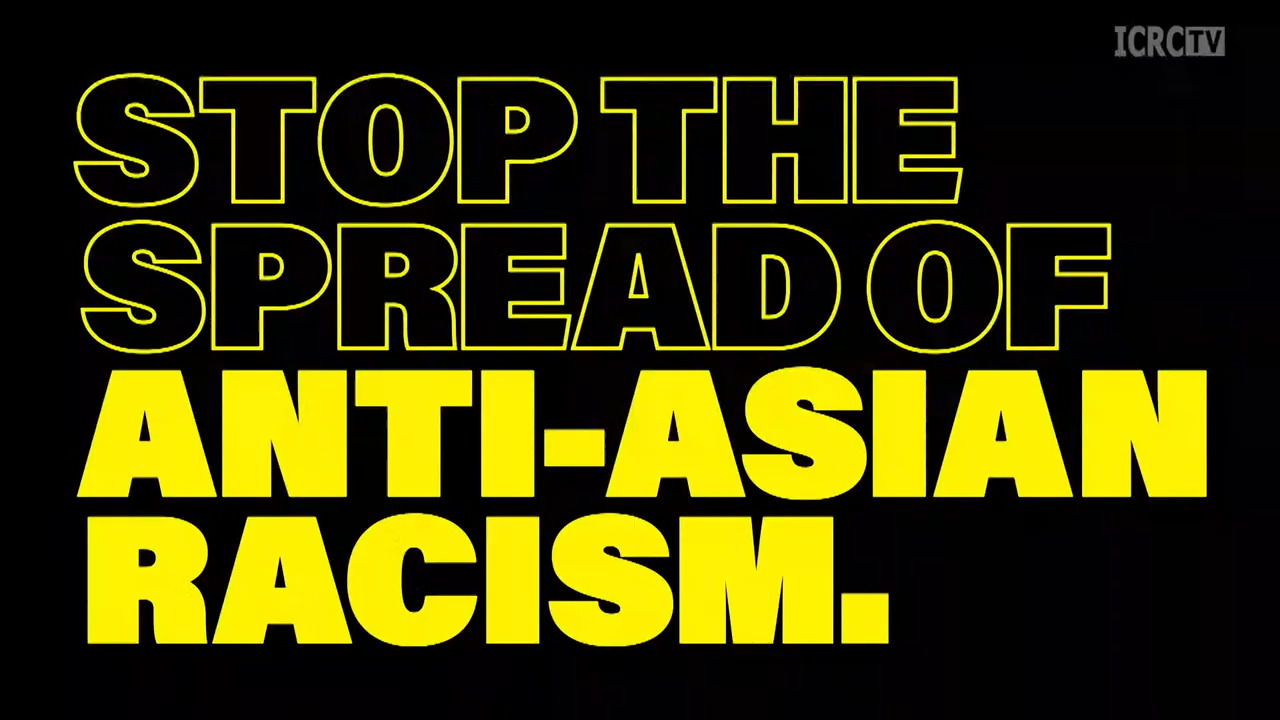 ICRCTV
STOP THE
SPREAD OF
ANTI-ASIAN
RACISM.